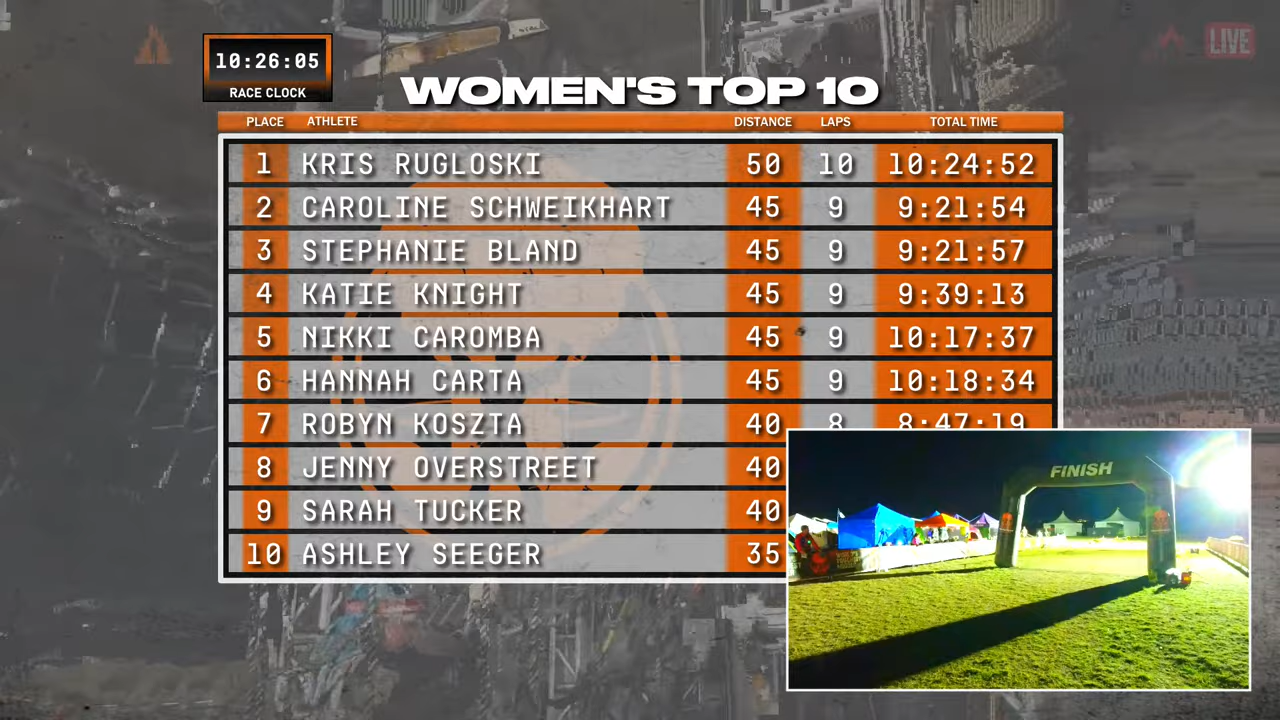 10:26:05
RACE CLOCK
LIVE
WOMEN'S TOP 10
PLACE ATHLETE DISTANCE LAPS TOTAL TIME
1 KRIS RUGLOSKI 50 10 10:24:52
2 CAROLINE SCHWEIKHART 45 9 9:21:54
3 STEPHANIE BLAND 45 9 9:21:57
4 KATIE KNIGHT 45 9 9:39:13
5 NIKKI CAROMBA 45 9 10:17:37
6 HANNAH CARTA 45 9 10:18:34
7 ROBYN KOSZTA 40 8 8:47:19
8 JENNY OVERSTREET 40
9 SARAH TUCKER 40
10 ASHLEY SEEGER 35
FINISH